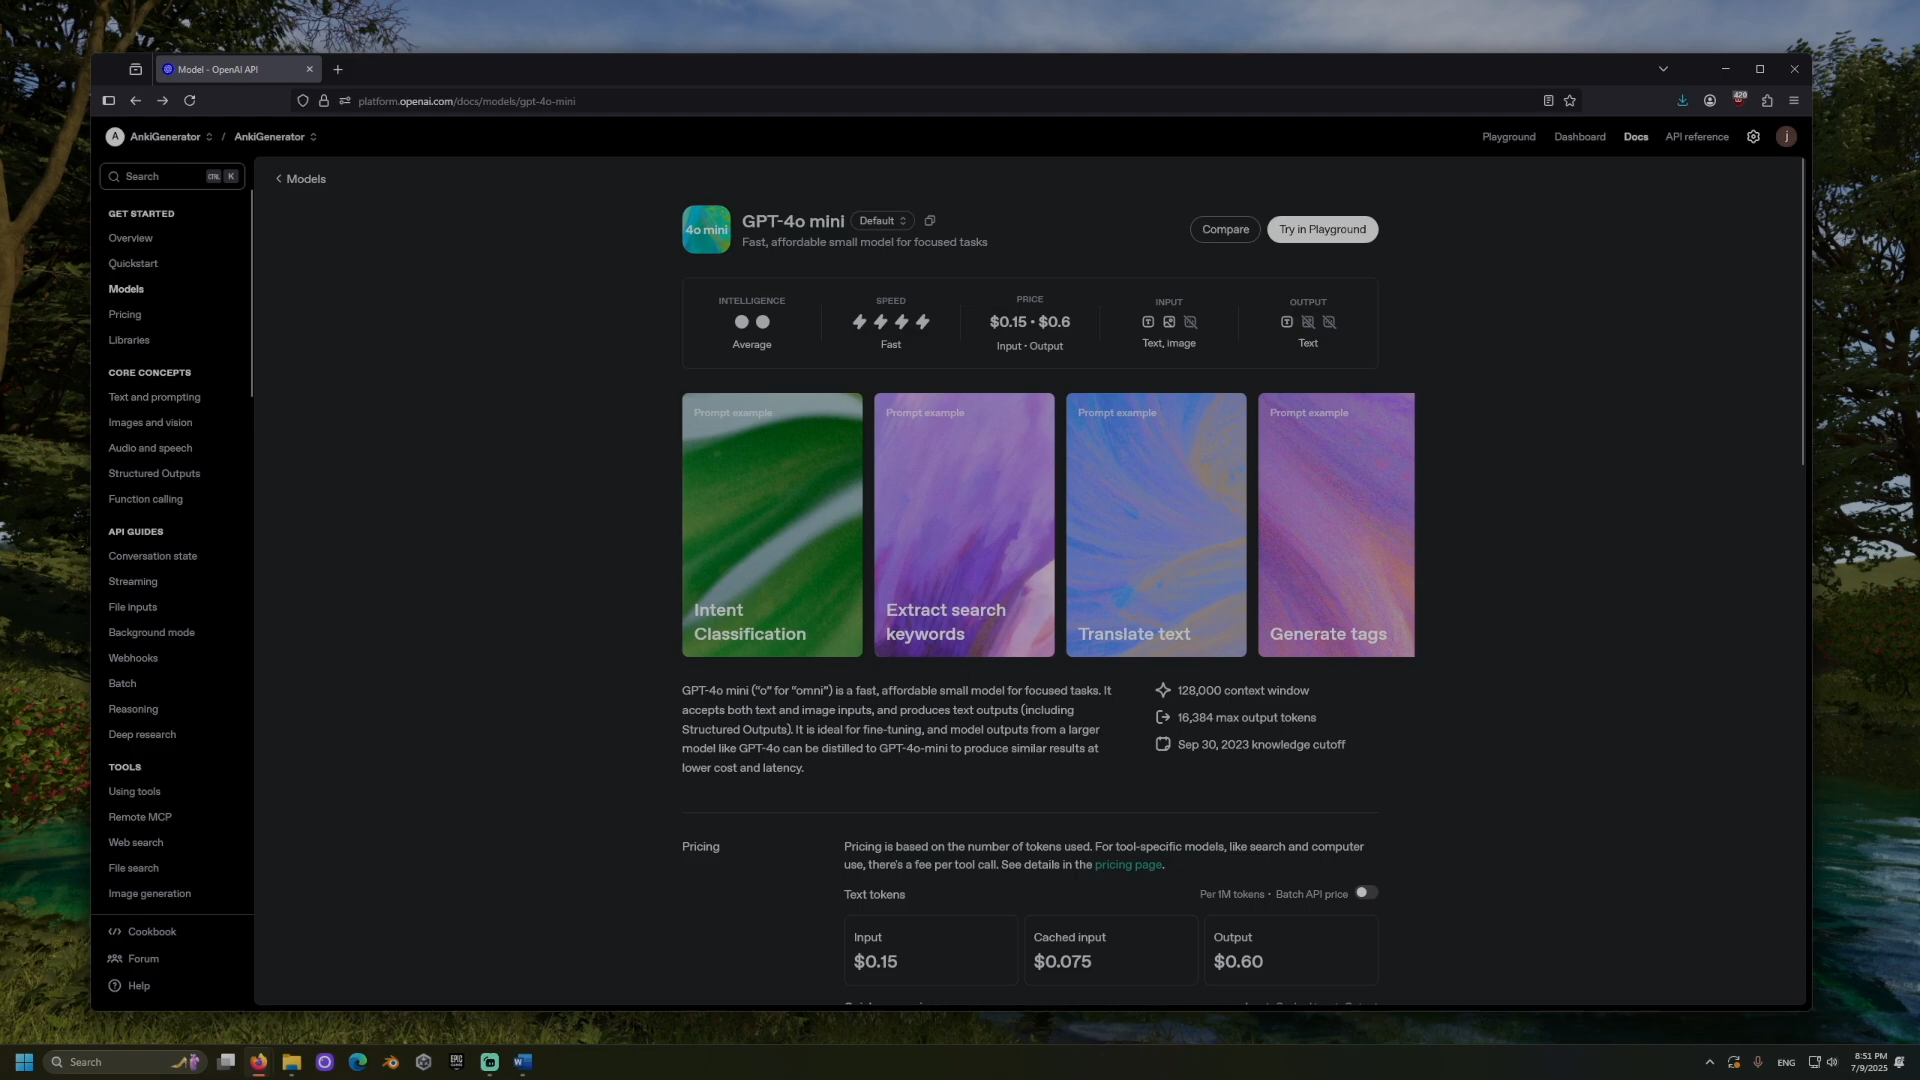 Model - OpenAI API
platform.openai.com/docs/models/gpt-4o-mini
420
A AnkiGenerator / AnkiGenerator
Playground Dashboard Docs API reference j
Search CTRL K
GET STARTED
Overview
Quickstart
Models
Pricing
Libraries
CORE CONCEPTS
Text and prompting
Images and vision
Audio and speech
Structured Outputs
Function calling
API GUIDES
Conversation state
Streaming
File inputs
Background mode
Webhooks
Batch
Reasoning
Deep research
TOOLS
Using tools
Remote MCP
Web search
File search
Image generation
Cookbook
Forum
Help
Models
4o mini
GPT-4o mini Default
Fast, affordable small model for focused tasks
Compare Try in Playground
INTELLIGENCE
Average
SPEED
Fast
PRICE
$0.15 • $0.6
Input • Output
INPUT
Text, image
OUTPUT
Text
Prompt example
Intent
Classification
Prompt example
Extract search
keywords
Prompt example
Translate text
Prompt example
Generate tags
GPT-4o mini (“o” for “omni”) is a fast, affordable small model for focused tasks. It
accepts both text and image inputs, and produces text outputs (including
Structured Outputs). It is ideal for fine-tuning, and model outputs from a larger
model like GPT-4o can be distilled to GPT-4o-mini to produce similar results at
lower cost and latency.
128,000 context window
16,384 max output tokens
Sep 30, 2023 knowledge cutoff
Pricing
Pricing is based on the number of tokens used. For tool-specific models, like search and computer
use, there's a fee per tool call. See details in the pricing page.
Text tokens
Per 1M tokens • Batch API price
Input
$0.15
Cached input
$0.075
Output
$0.60
Search
EPIC
GAMES
ENG
8:51 PM
7/9/2025